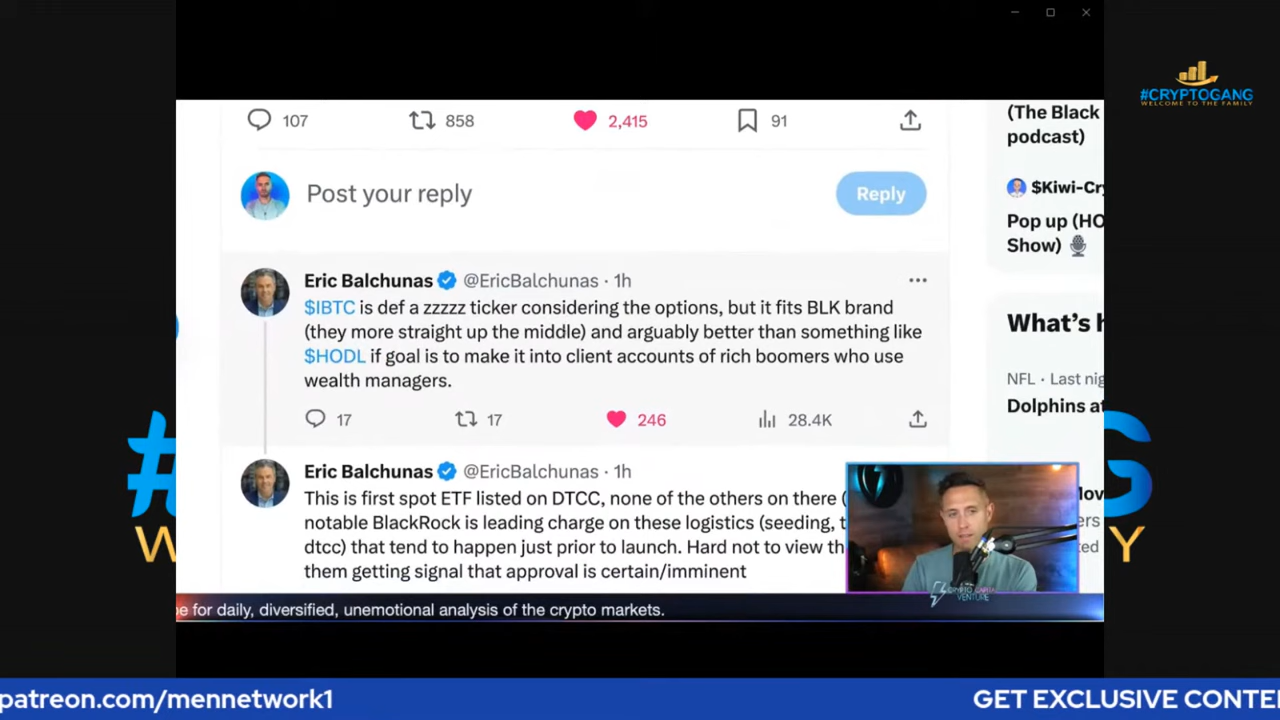 #CRYPTOGANG
WELCOME TO THE FAMILY
107 858 2,415 91
Post your reply
Reply
Eric Balchunas @EricBalchunas · 1h
$IBTC is def a zzzzz ticker considering the options, but it fits BLK brand
(they more straight up the middle) and arguably better than something like
$HODL if goal is to make it into client accounts of rich boomers who use
wealth managers.
17 17 246 28.4K
Eric Balchunas @EricBalchunas · 1h
This is first spot ETF listed on DTCC, none of the others on there (
notable BlackRock is leading charge on these logistics (seeding, t
dtcc) that tend to happen just prior to launch. Hard not to view th
them getting signal that approval is certain/imminent
(The Black
podcast)
$Kiwi-Cry
Pop up (HO
Show)
What's h
NFL · Last nig
Dolphins at
CRYPTO CAPITAL
VENTURE
be for daily, diversified, unemotional analysis of the crypto markets.
patreon.com/mennetwork1
GET EXCLUSIVE CONTE